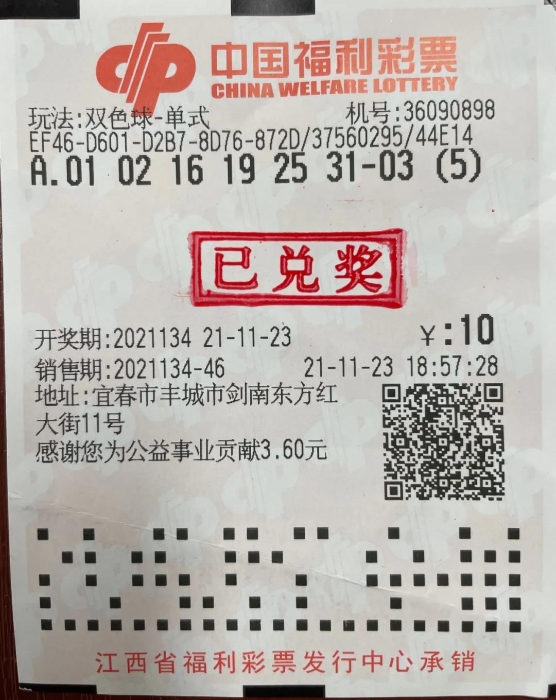 中国福利彩票
CHINA WELFARE LOTTERY
玩法:双色球-单式 机号:36090898
EF46-D601-D2B7-8D76-872D/37560295/44E14
A.01 02 16 19 25 31-03 (5)
已兑奖
开奖期:2021134 21-11-23 ¥:10
销售期:2021134-46 21-11-23 18:57:28
地址:宜春市丰城市剑南东方红
大街11号
感谢您为公益事业贡献3.60元
江西省福利彩票发行中心承销